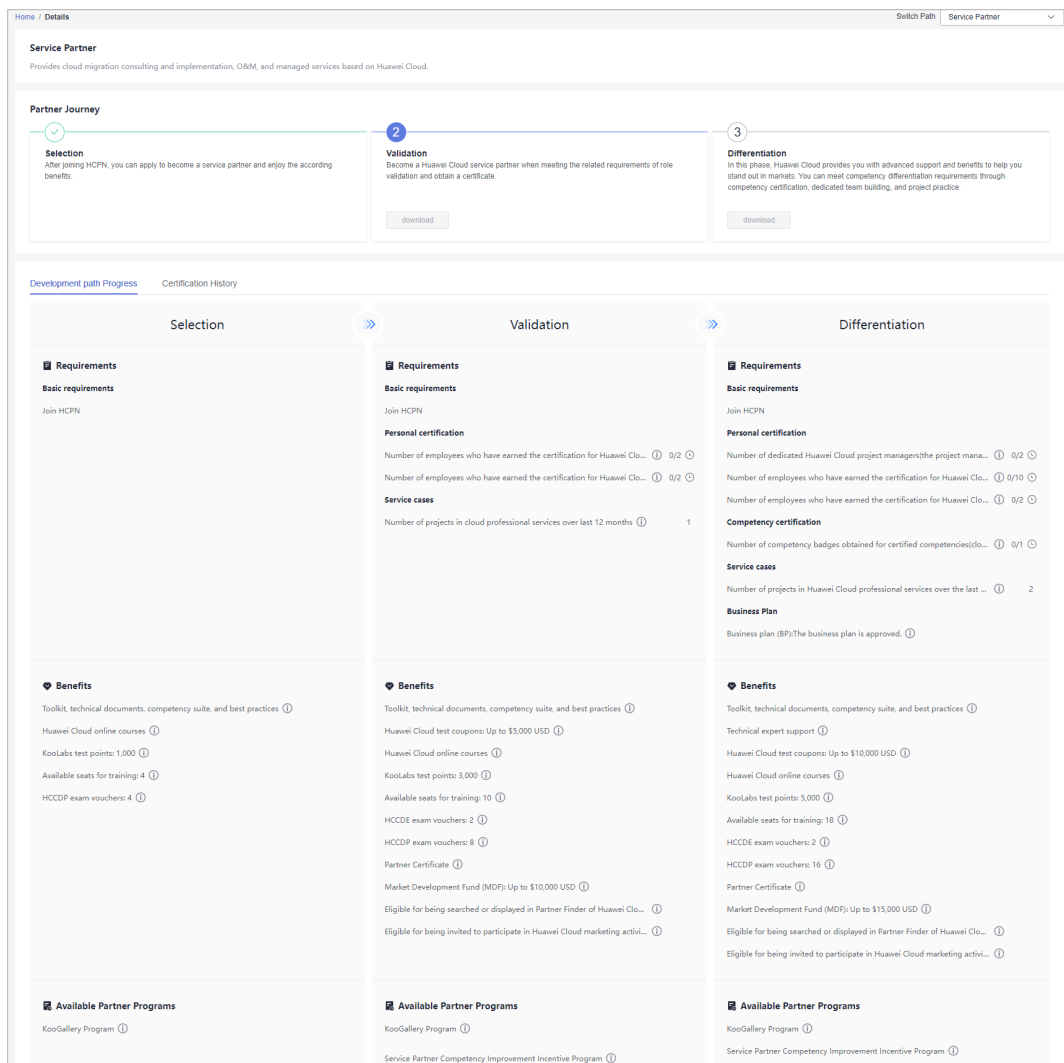 Home / Details
Switch Path Service Partner
Service Partner
Provides cloud migration consulting and implementation, O&M, and managed services based on Huawei Cloud.
Partner Journey
Selection
After joining HCPN, you can apply to become a service partner and enjoy the according
benefits.
2
Validation
Become a Huawei Cloud service partner when meeting the related requirements of role
validation and obtain a certificate.
download
3
Differentiation
In this phase, Huawei Cloud provides you with advanced support and benefits to help you
stand out in markets. You can meet competency differentiation requirements through
competency certification, dedicated team building, and project practice.
download
Development path Progress
Certification History
Selection
Requirements
Basic requirements
Join HCPN
Benefits
Toolkit, technical documents, competency suite, and best practices
Huawei Cloud online courses
KooLabs test points: 1,000
Available seats for training: 4
HCCDP exam vouchers: 4
Available Partner Programs
KooGallery Program
Validation
Requirements
Basic requirements
Join HCPN
Personal certification
Number of employees who have earned the certification for Huawei Clo... 0/2
Number of employees who have earned the certification for Huawei Clo... 0/2
Service cases
Number of projects in cloud professional services over last 12 months 1
Benefits
Toolkit, technical documents, competency suite, and best practices
Huawei Cloud test coupons: Up to $5,000 USD
Huawei Cloud online courses
KooLabs test points: 3,000
Available seats for training: 10
HCCDE exam vouchers: 2
HCCDP exam vouchers: 8
Partner Certificate
Market Development Fund (MDF): Up to $10,000 USD
Eligible for being searched or displayed in Partner Finder of Huawei Clo...
Eligible for being invited to participate in Huawei Cloud marketing activi...
Available Partner Programs
KooGallery Program
Service Partner Competency Improvement Incentive Program
Differentiation
Requirements
Basic requirements
Join HCPN
Personal certification
Number of dedicated Huawei Cloud project managers(the project mana... 0/2
Number of employees who have earned the certification for Huawei Clo... 0/10
Number of employees who have earned the certification for Huawei Clo... 0/2
Competency certification
Number of competency badges obtained for certified competencies(clo... 0/1
Service cases
Number of projects in Huawei Cloud professional services over the last ... 2
Business Plan
Business plan (BP):The business plan is approved.
Benefits
Toolkit, technical documents, competency suite, and best practices
Technical expert support
Huawei Cloud test coupons: Up to $10,000 USD
Huawei Cloud online courses
KooLabs test points: 5,000
Available seats for training: 18
HCCDE exam vouchers: 2
HCCDP exam vouchers: 16
Partner Certificate
Market Development Fund (MDF): Up to $15,000 USD
Eligible for being searched or displayed in Partner Finder of Huawei Clo...
Eligible for being invited to participate in Huawei Cloud marketing activi...
Available Partner Programs
KooGallery Program
Service Partner Competency Improvement Incentive Program